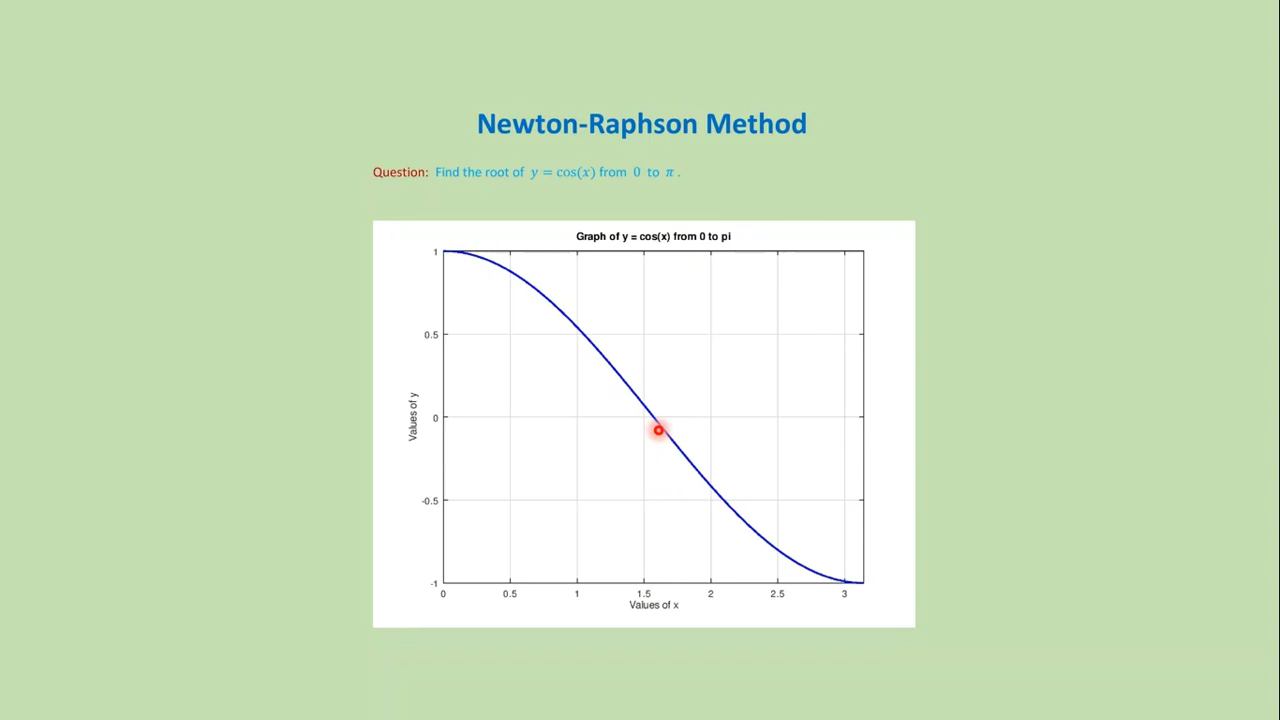 Newton-Raphson Method
Question: Find the root of y = cos(x) from 0 to π .
Graph of y = cos(x) from 0 to pi
1
0.5
0
-0.5
-1
Values of y
0 0.5 1 1.5 2 2.5 3
Values of x